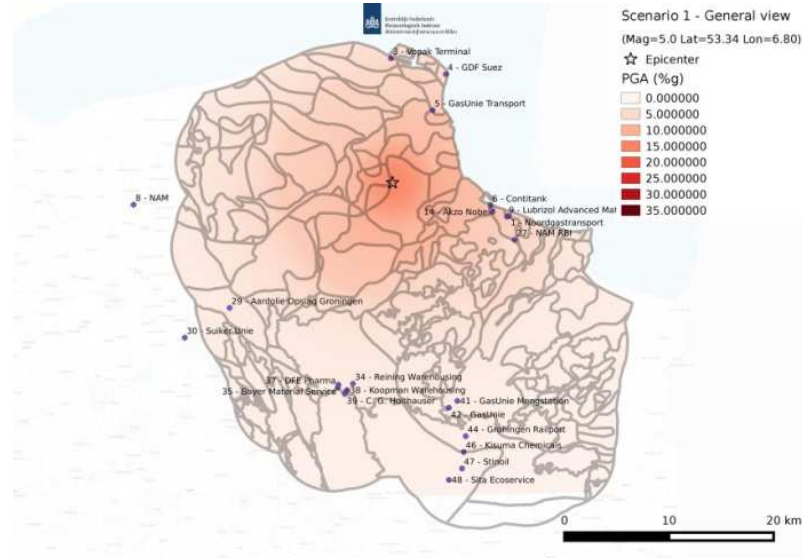 Scenario 1 - General view
(Mag=5.0 Lat=53.34 Lon=6.80)
Epicenter
PGA (%g)
0.000000
5.000000
10.000000
15.000000
20.000000
25.000000
30.000000
35.000000
3 - Vopak Terminal
4 - GDF Suez
5 - GasUnie Transport
8 - NAM
6 - Contitank
14 - Akzo Nobel
9 - Lubrizol Advanced Mat
1 - Noordgastransport
27 - NAM RBI
29 - Aardolie Opslag Groningen
30 - Suiker Unie
34 - Reining Warehousing
37 - DFE Pharma
35 - Boyer Material Service
38 - Koopman Warehousing
39 - C. G. Holthauser
41 - GasUnie Mengstation
42 - GasUnie
44 - Groningen Railport
46 - Kisuma Chemicals
47 - Stinoil
48 - Sita Ecoservice
0 10 20 km